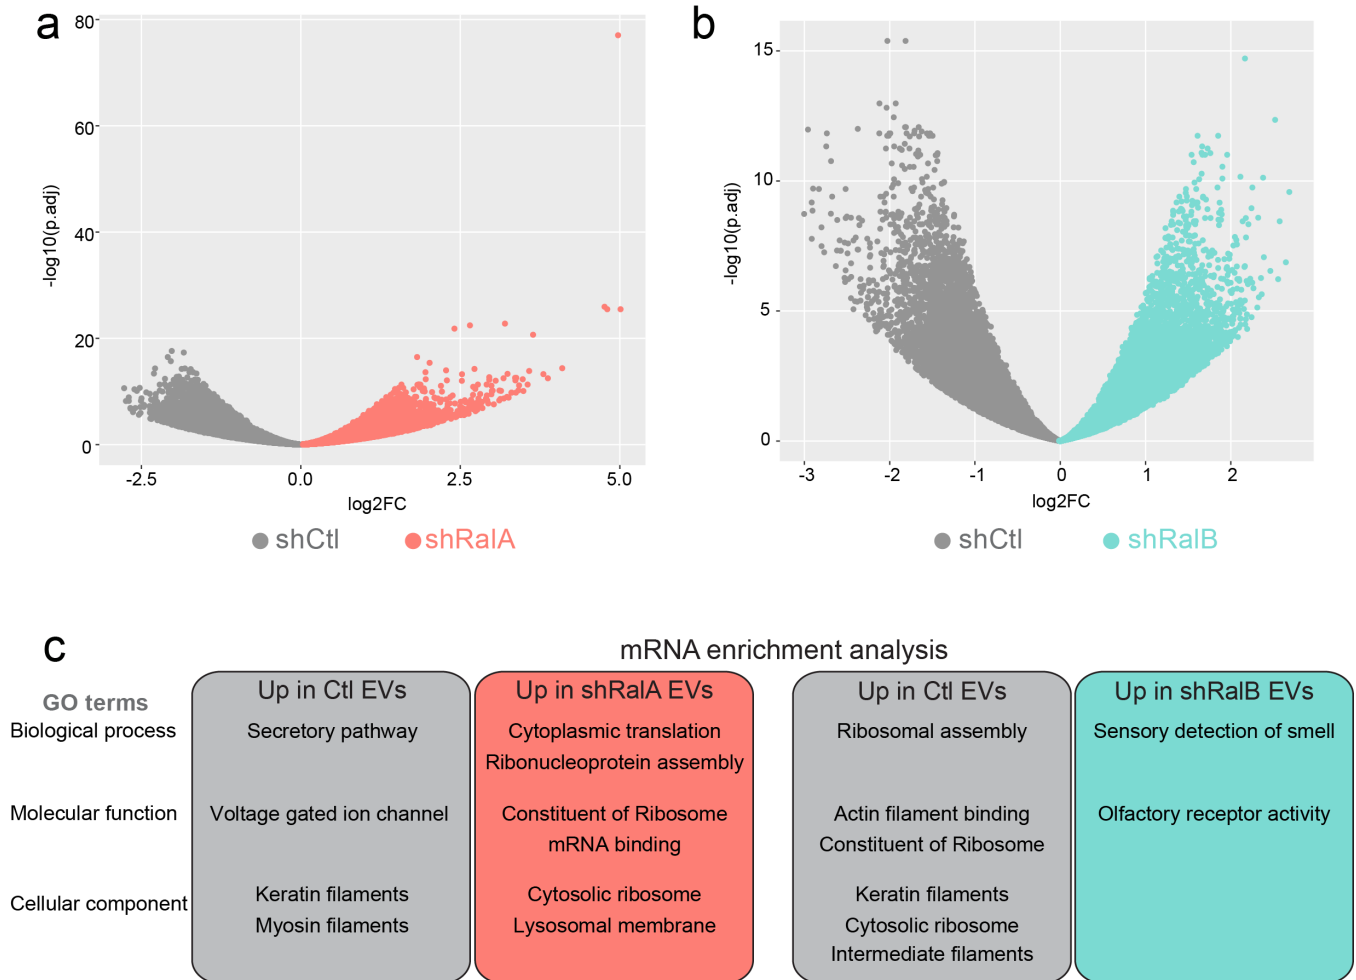 a
80
60
40
20
0
-log10(p.adj)
-2.5
0.0
2.5
5.0
log2FC
shCtl
shRalA
b
15
10
5
0
-log10(p.adj)
-3
-2
-1
0
1
2
log2FC
shCtl
shRalB
c
mRNA enrichment analysis
GO terms
Up in Ctl EVs
Up in shRalA EVs
Up in Ctl EVs
Up in shRalB EVs
Biological process
Secretory pathway
Cytoplasmic translation
Ribonucleoprotein assembly
Ribosomal assembly
Sensory detection of smell
Molecular function
Voltage gated ion channel
Constituent of Ribosome
mRNA binding
Actin filament binding
Constituent of Ribosome
Olfactory receptor activity
Cellular component
Keratin filaments
Myosin filaments
Cytosolic ribosome
Lysosomal membrane
Keratin filaments
Cytosolic ribosome
Intermediate filaments